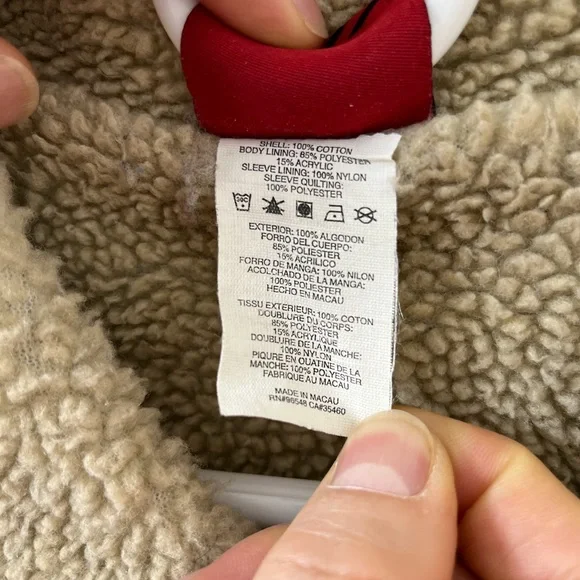 SHELL: 100% COTTON
BODY LINING: 85% POLYESTER
15% ACRYLIC
SLEEVE LINING: 100% NYLON
SLEEVE QUILTING:
100% POLYESTER
30C
EXTERIOR: 100% ALGODON
FORRO DEL CUERPO:
85% POLIESTER
15% ACRILICO
FORRO DE MANGA: 100% NILON
ACOLCHADO DE LA MANGA:
100% POLIESTER
HECHO EN MACAU
TISSU EXTERIEUR: 100% COTON
DOUBLURE DU CORPS:
85% POLYESTER
15% ACRYLIQUE
DOUBLURE DE LA MANCHE:
100% NYLON
PIQURE EN OUATINE DE LA
MANCHE: 100% POLYESTER
FABRIQUE AU MACAU
MADE IN MACAU
RN#96548 CA#35460